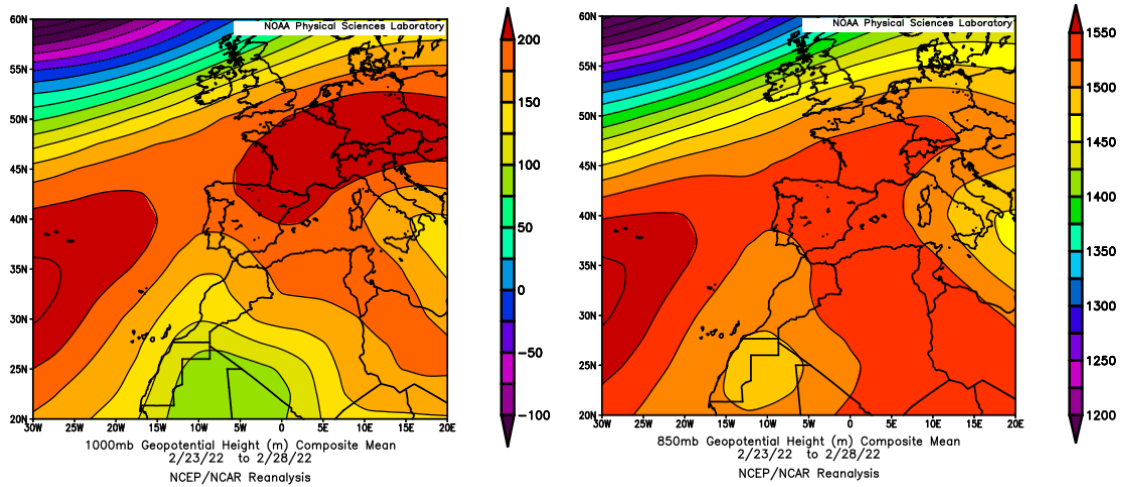 NOAA Physical Sciences Laboratory
60N
55N
50N
45N
40N
35N
30N
25N
20N
30W 25W 20W 15W 10W 5W 0 5E 10E 15E 20E
200
150
100
50
0
−50
−100
1000mb Geopotential Height (m) Composite Mean
2/23/22 to 2/28/22
NCEP/NCAR Reanalysis
NOAA Physical Sciences Laboratory
60N
55N
50N
45N
40N
35N
30N
25N
20N
30W 25W 20W 15W 10W 5W 0 5E 10E 15E 20E
1550
1500
1450
1400
1350
1300
1250
1200
850mb Geopotential Height (m) Composite Mean
2/23/22 to 2/28/22
NCEP/NCAR Reanalysis